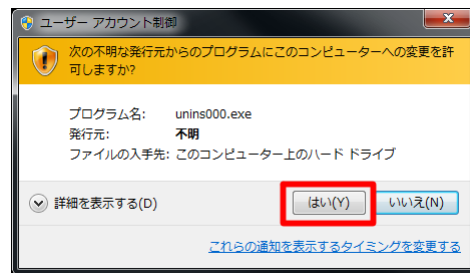 ユーザー アカウント制御
次の不明な発行元からのプログラムにこのコンピューターへの変更を許
可しますか?
プログラム名: unins000.exe
発行元: 不明
ファイルの入手先: このコンピューター上のハード ドライブ
詳細を表示する(D)
はい(Y)
いいえ(N)
これらの通知を表示するタイミングを変更する